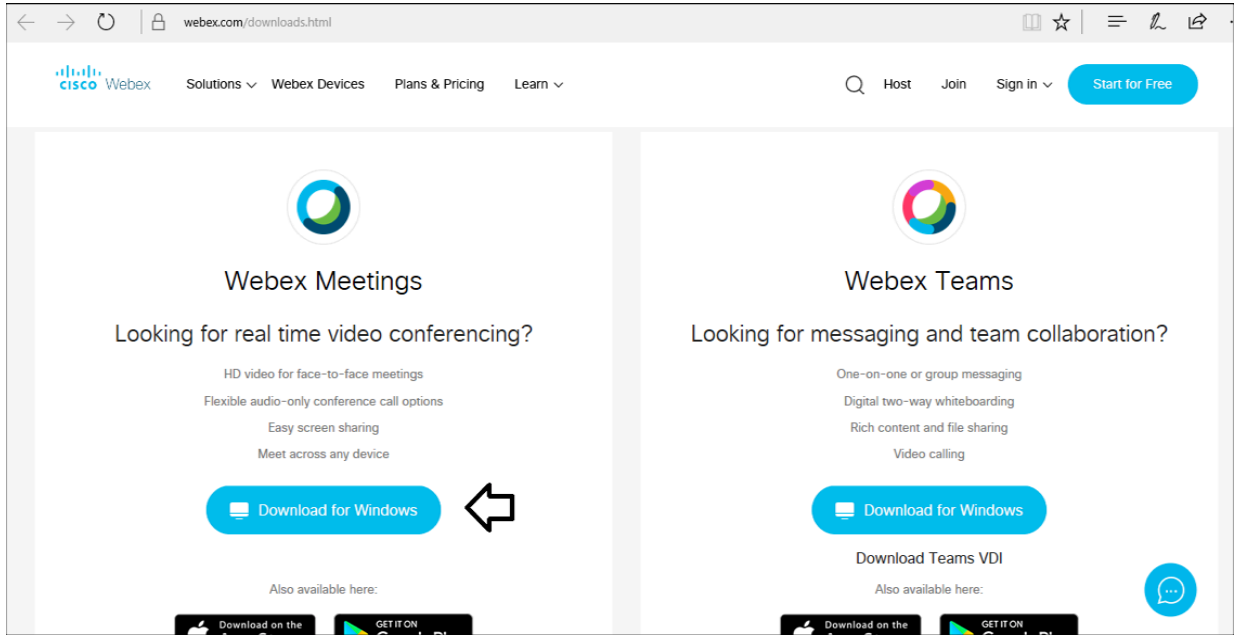 webex.com/downloads.html
CISCO Webex Solutions Webex Devices Plans & Pricing Learn Host Join Sign in Start for Free
Webex Meetings
Looking for real time video conferencing?
HD video for face-to-face meetings
Flexible audio-only conference call options
Easy screen sharing
Meet across any device
Download for Windows
Also available here:
Download on the
GET IT ON
Webex Teams
Looking for messaging and team collaboration?
One-on-one or group messaging
Digital two-way whiteboarding
Rich content and file sharing
Video calling
Download for Windows
Download Teams VDI
Also available here:
Download on the
GET IT ON